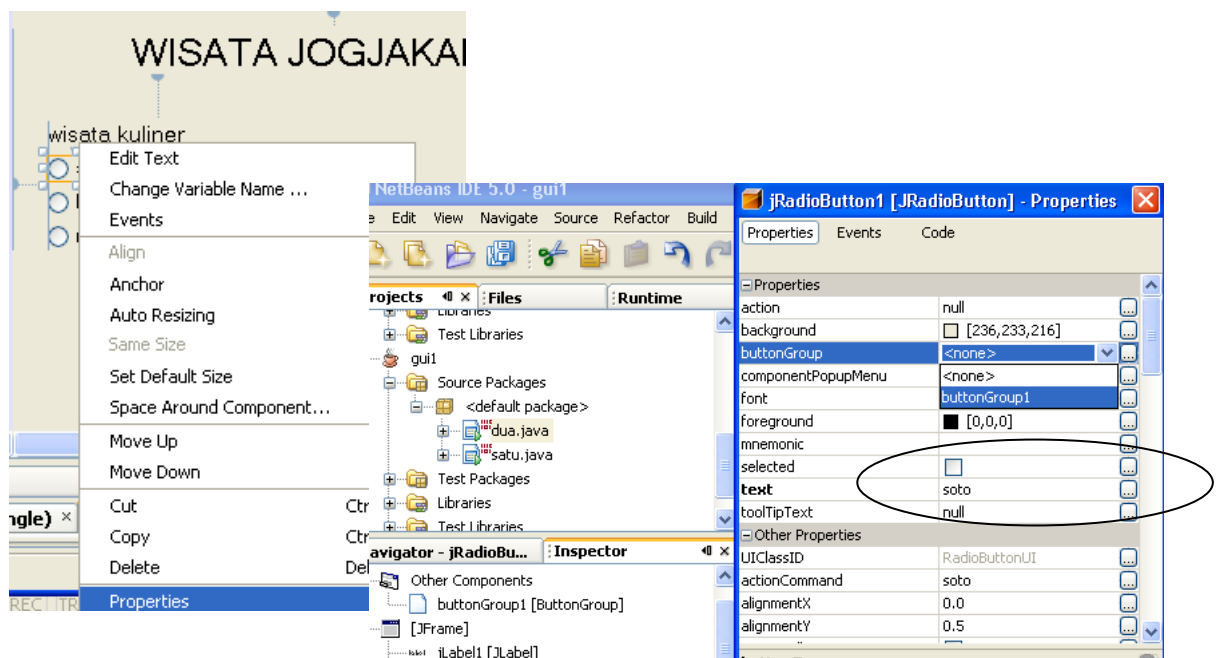 WISATA JOGJAKA
wisata kuliner
Edit Text
Change Variable Name ...
Events
Align
Anchor
Auto Resizing
Same Size
Set Default Size
Space Around Component...
Move Up
Move Down
Cut Ctr
Copy Ctr
Delete Del
Properties
ngle) ×
REC TR
NetBeans IDE 5.0 - gui1
e Edit View Navigate Source Refactor Build
rojects × Files Runtime
Libraries
Test Libraries
gui1
Source Packages
<default package>
dua.java
satu.java
Test Packages
Libraries
Test Libraries
avigator - jRadioBu... Inspector ×
Other Components
buttonGroup1 [ButtonGroup]
[JFrame]
jLabel1 [JLabel]
jRadioButton1 [JRadioButton] - Properties
Properties Events Code
Properties
action null ...
background [236,233,216] ...
buttonGroup <none> ...
componentPopupMenu <none> ...
font buttonGroup1 ...
foreground [0,0,0] ...
mnemonic ...
selected ...
text soto ...
toolTipText null ...
Other Properties
UIClassID RadioButtonUI ...
actionCommand soto ...
alignmentX 0.0 ...
alignmentY 0.5 ...